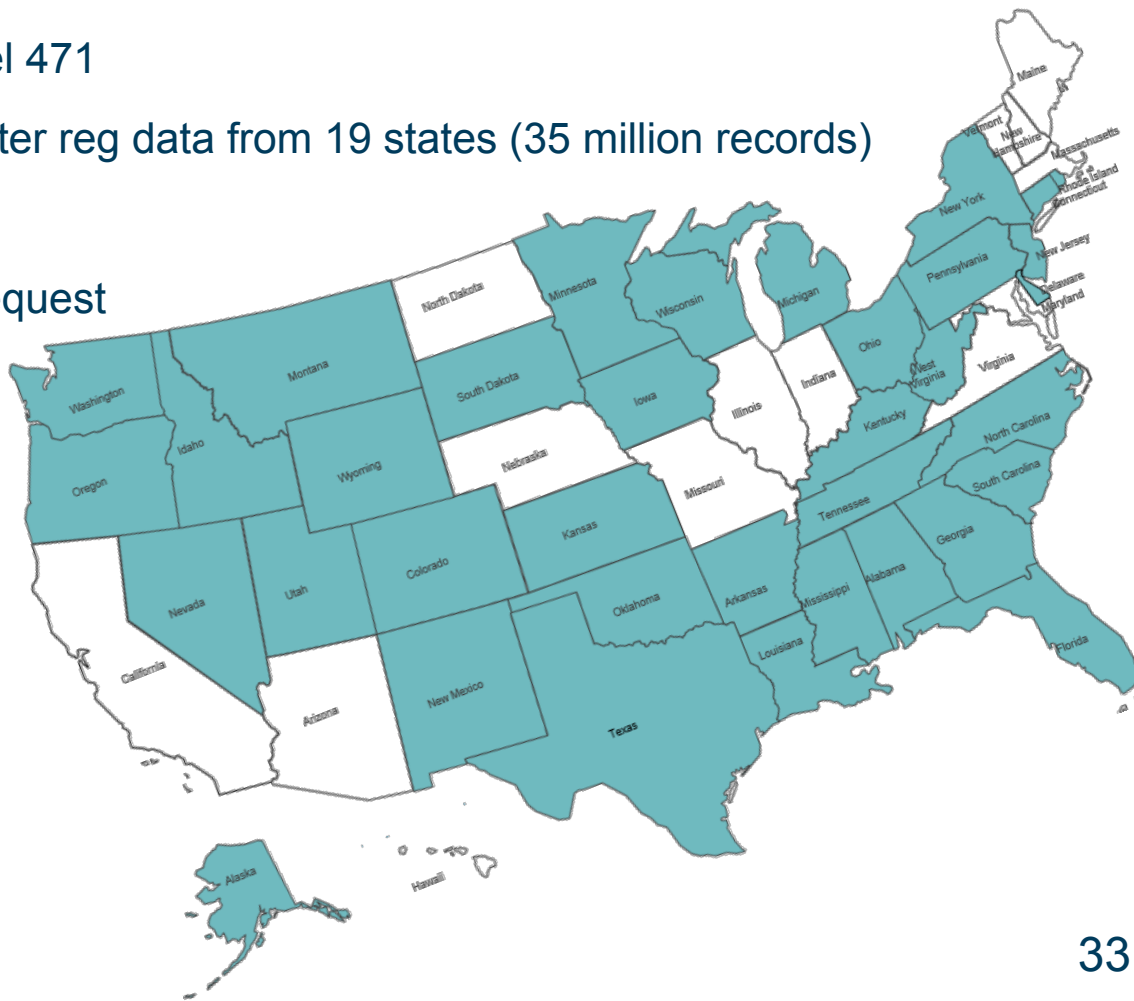 el 471
ter reg data from 19 states (35 million records)
quest
Maine
Vermont
New Hampshire
Massachusetts
Rhode Island
Connecticut
New York
New Jersey
Pennsylvania
Delaware
Maryland
North Dakota
Minnesota
Wisconsin
Michigan
Montana
Washington
South Dakota
Ohio
West Virginia
Virginia
Indiana
Iowa
Illinois
Idaho
Kentucky
North Carolina
Wyoming
Nebraska
Oregon
Missouri
South Carolina
Tennessee
Kansas
Georgia
Colorado
Utah
Nevada
Oklahoma
Arkansas
Mississippi
Alabama
Louisiana
Florida
California
New Mexico
Arizona
Texas
Alaska
Hawaii
33